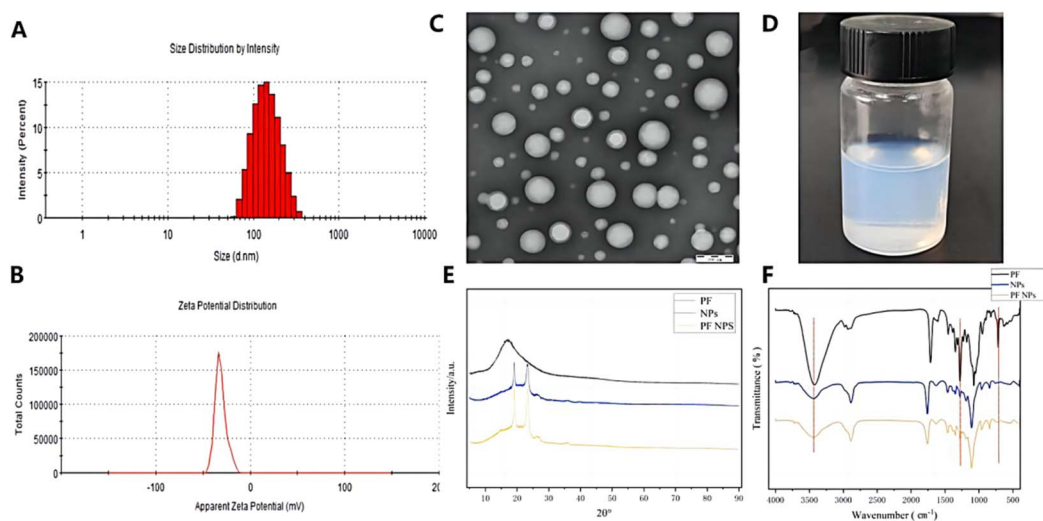 A
Size Distribution by Intensity
Intensity (Percent)
15
10
5
0
1
10
100
1000
10000
Size (d.nm)
B
Zeta Potential Distribution
Total Counts
200000
150000
100000
50000
0
-100
0
100
20
Apparent Zeta Potential (mV)
C
D
E
PF
NPs
PF NPS
Intensity/a.u.
10
20
30
40
50
60
70
80
90
2θ°
F
PF
NPs
PF NPs
Transmittance ( % )
4000
3500
3000
2500
2000
1500
1000
500
Wavenumber ( cm⁻¹)